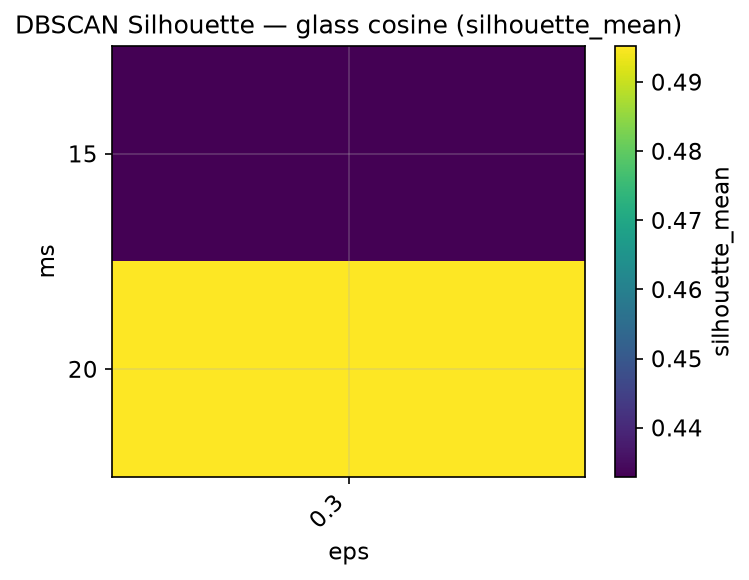 DBSCAN Silhouette — glass cosine (silhouette_mean)
ms
15
20
0.3
eps
0.49
0.48
0.47
0.46
0.45
0.44
silhouette_mean